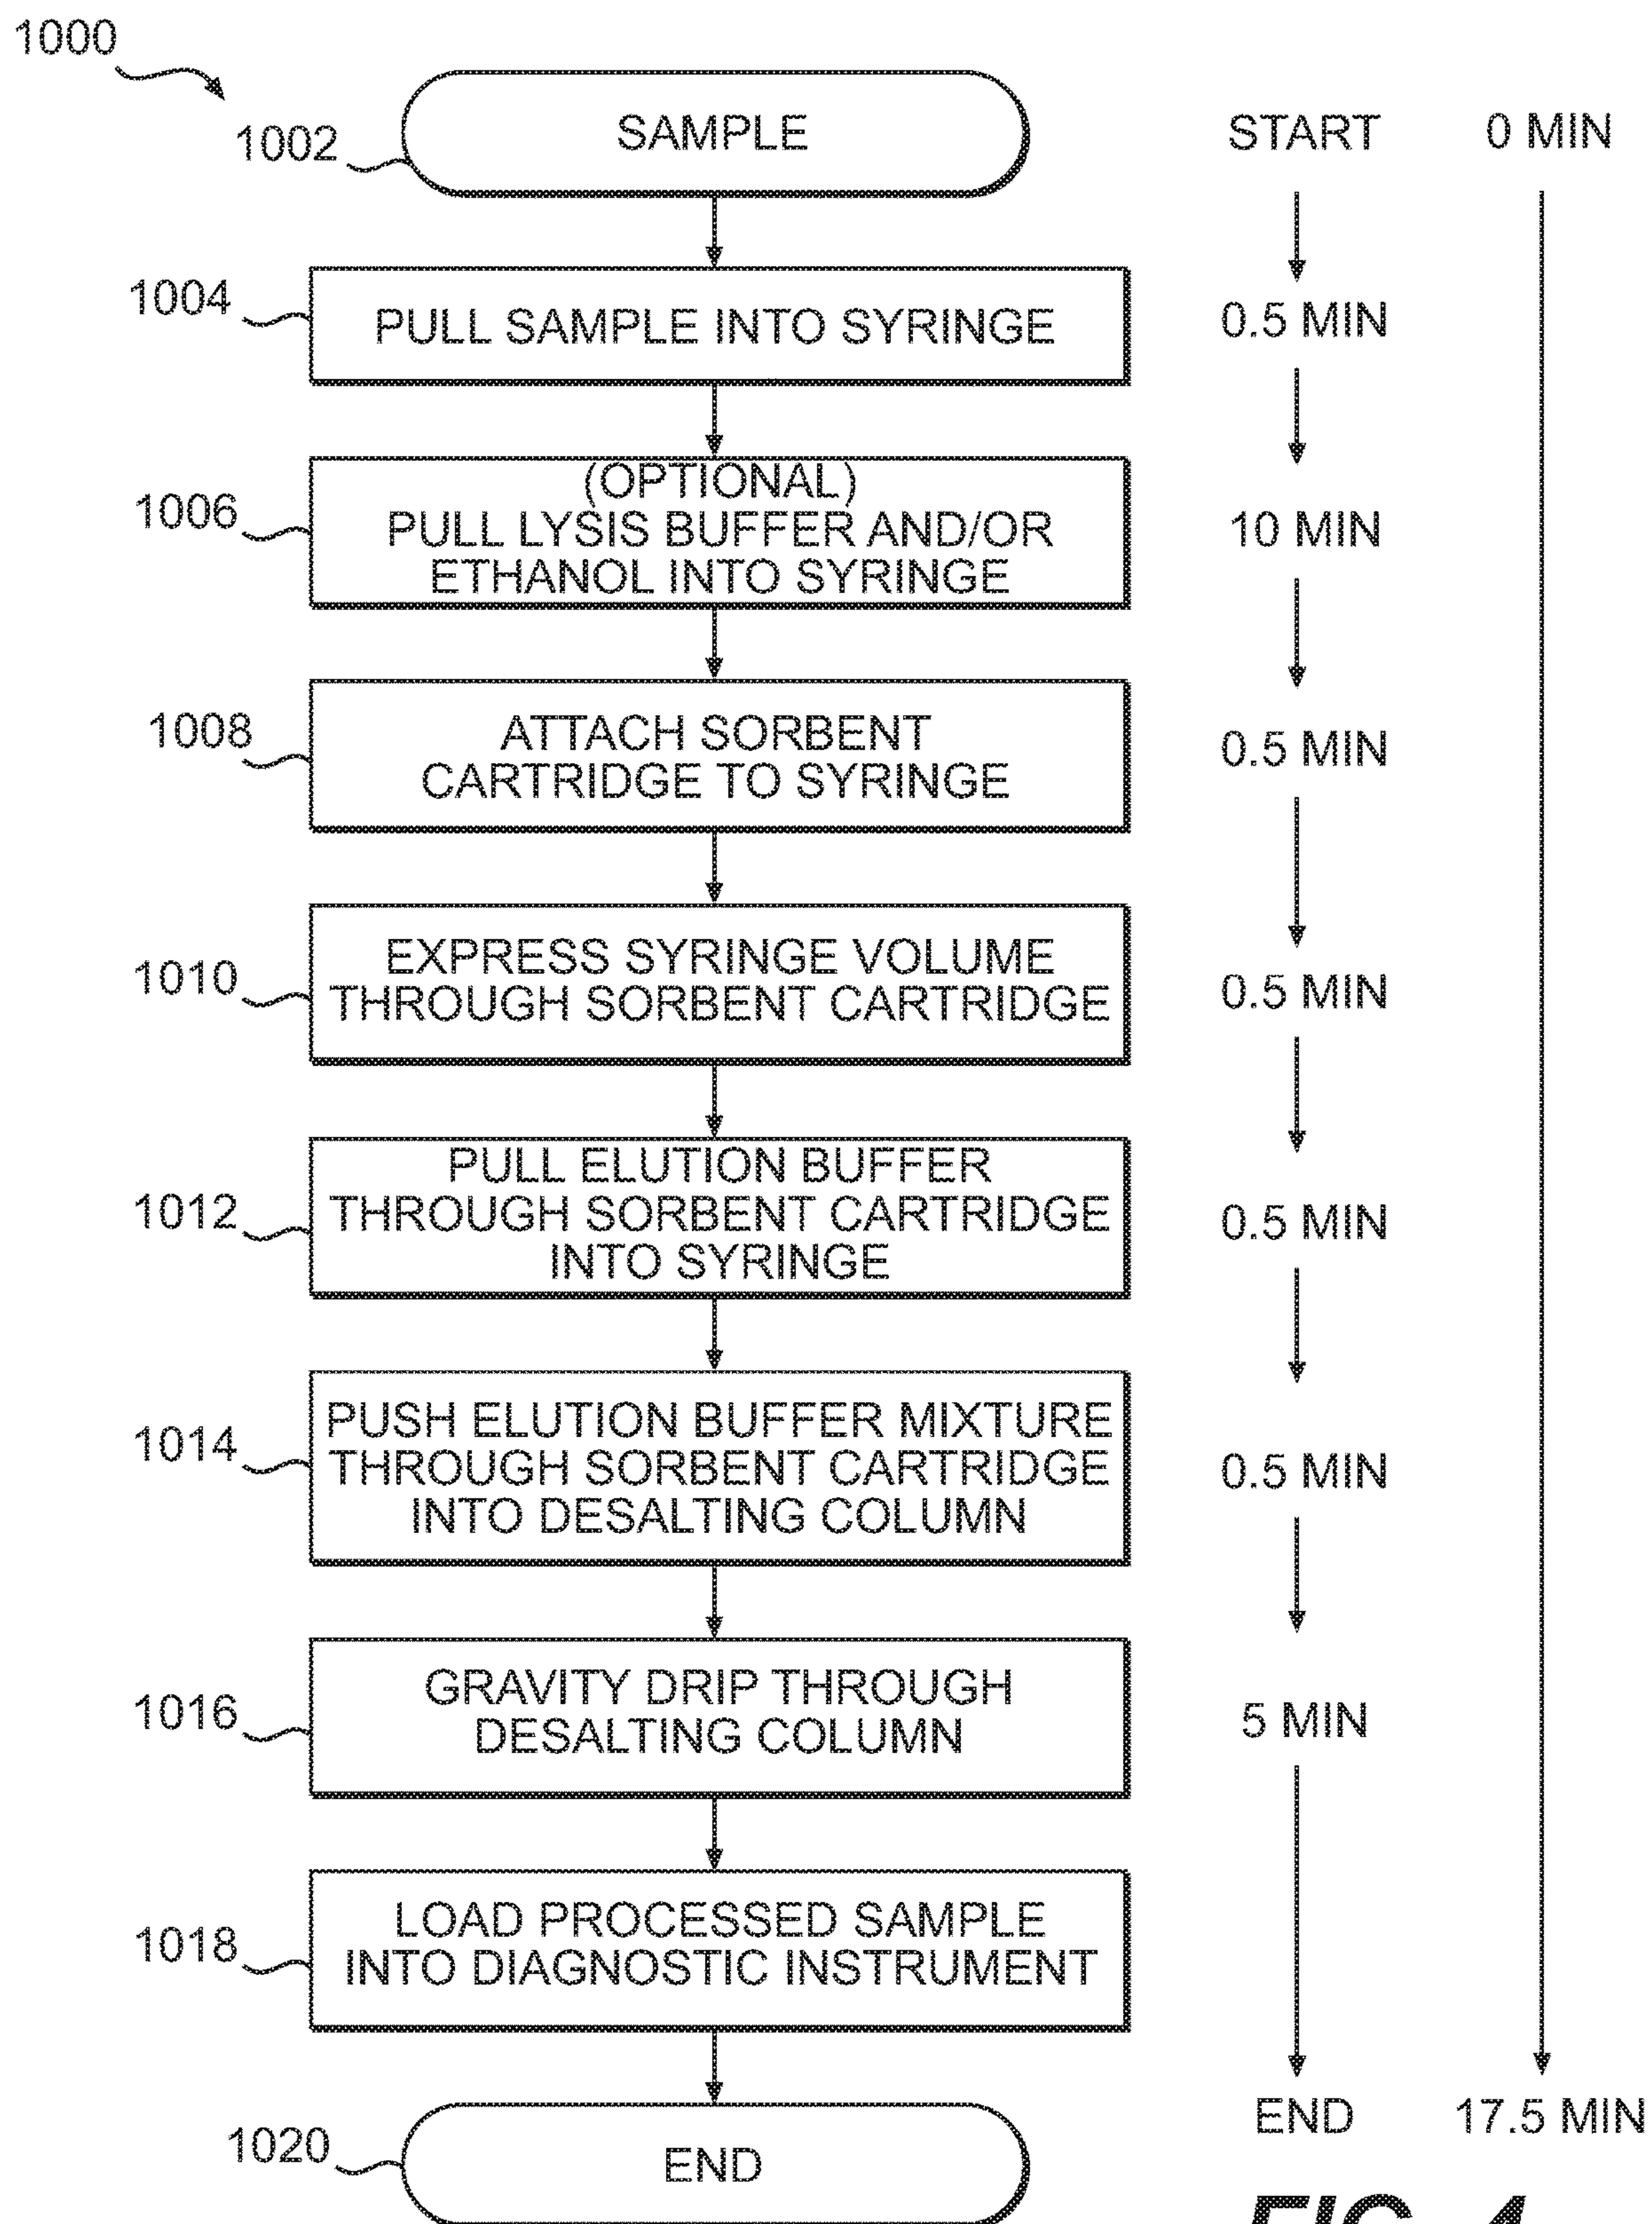 1000
1002
SAMPLE
START
0 MIN
1004
PULL SAMPLE INTO SYRINGE
0.5 MIN
1006
(OPTIONAL)
PULL LYSIS BUFFER AND/OR
ETHANOL INTO SYRINGE
10 MIN
1008
ATTACH SORBENT
CARTRIDGE TO SYRINGE
0.5 MIN
1010
EXPRESS SYRINGE VOLUME
THROUGH SORBENT CARTRIDGE
0.5 MIN
1012
PULL ELUTION BUFFER
THROUGH SORBENT CARTRIDGE
INTO SYRINGE
0.5 MIN
1014
PUSH ELUTION BUFFER MIXTURE
THROUGH SORBENT CARTRIDGE
INTO DESALTING COLUMN
0.5 MIN
1016
GRAVITY DRIP THROUGH
DESALTING COLUMN
5 MIN
1018
LOAD PROCESSED SAMPLE
INTO DIAGNOSTIC INSTRUMENT
1020
END
END
17.5 MIN